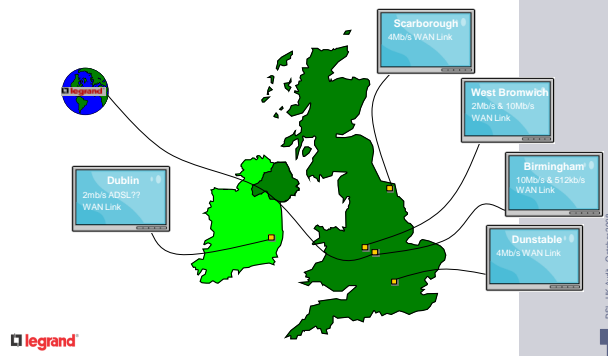 Scarborough
4Mb/s WAN Link
legrand
West Bromwich
2Mb/s & 10Mb/s
WAN Link
Birmingham
10Mb/s & 512kb/s
WAN Link
Dublin
2mb/s ADSL??
WAN Link
Dunstable
4Mb/s WAN Link
legrand